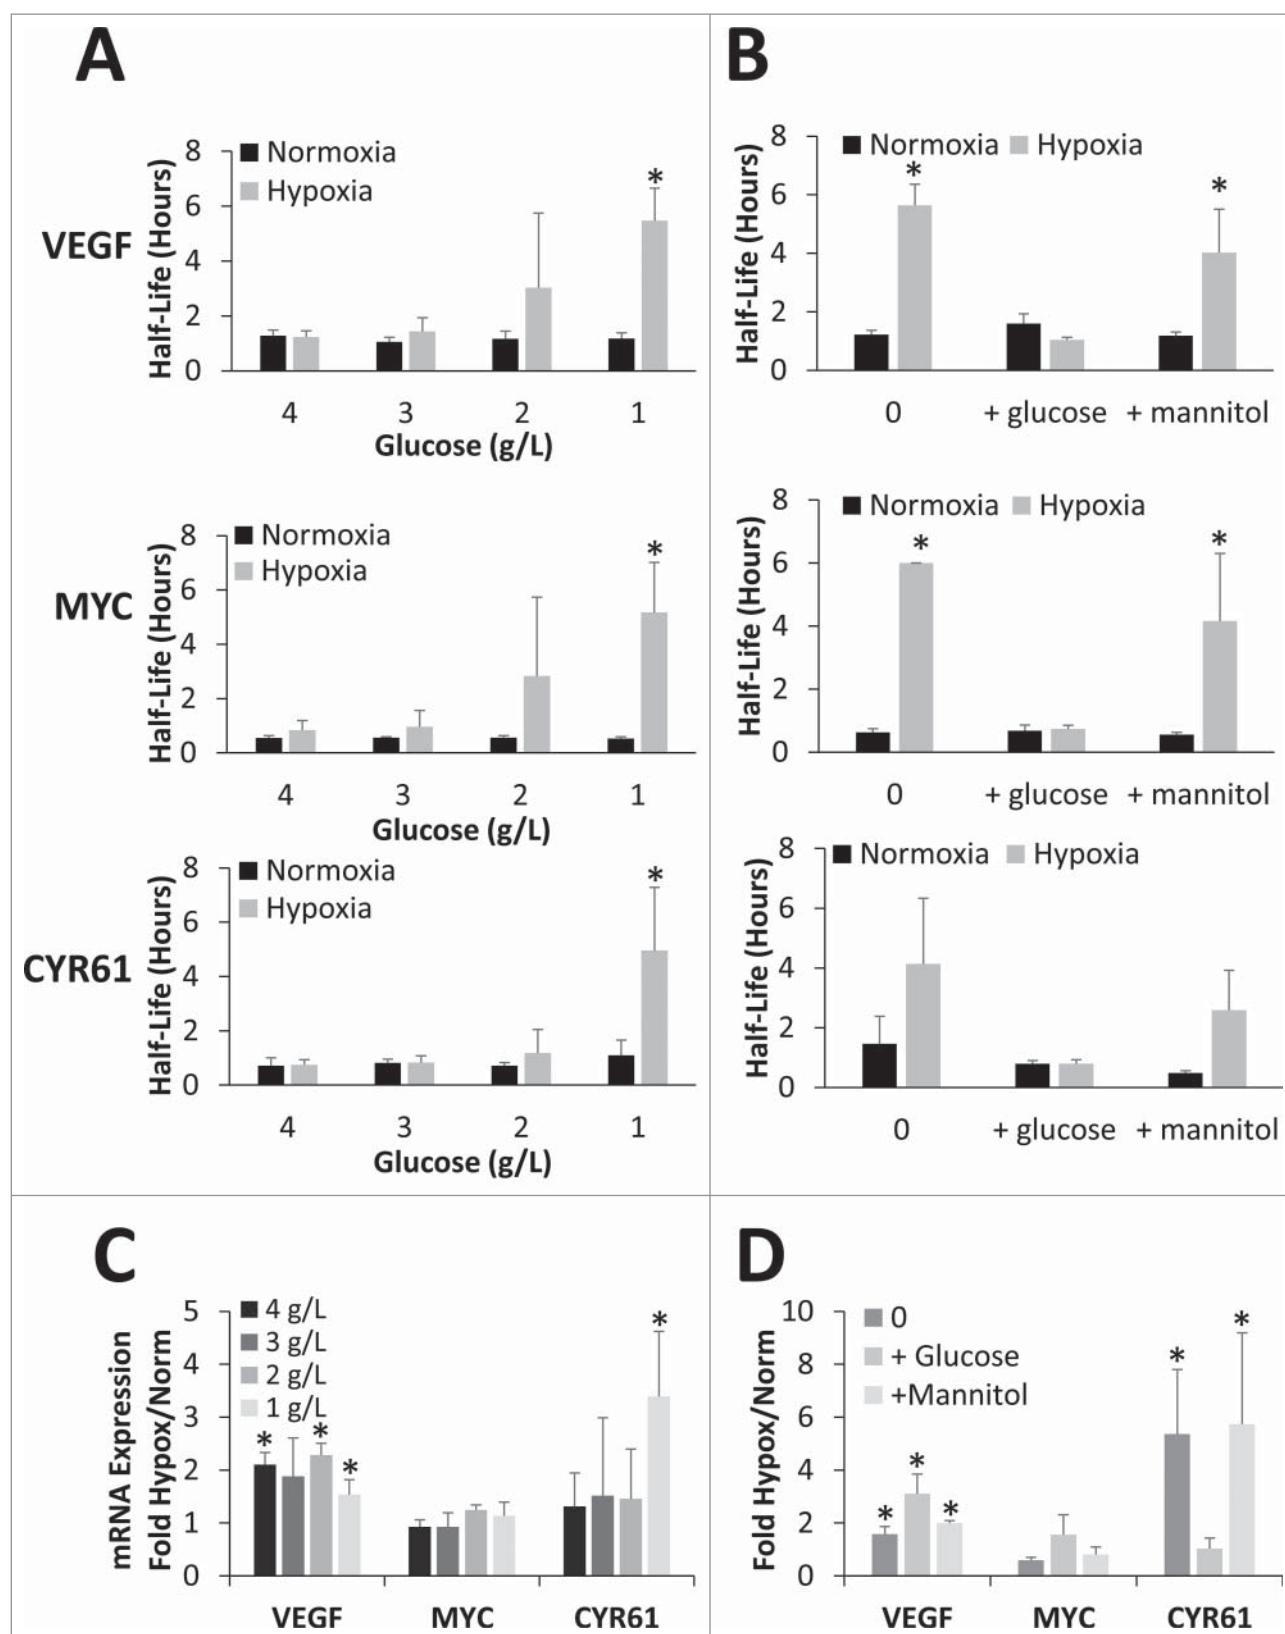 A
VEGF
Half-Life (Hours)
8
6
4
2
0
Normoxia
Hypoxia
*
4 3 2 1
Glucose (g/L)
MYC
Half-Life (Hours)
8
6
4
2
0
Normoxia
Hypoxia
*
4 3 2 1
Glucose (g/L)
CYR61
Half-Life (Hours)
8
6
4
2
0
Normoxia
Hypoxia
*
4 3 2 1
Glucose (g/L)
B
Half-Life (Hours)
8
6
4
2
0
Normoxia Hypoxia
* *
0 + glucose + mannitol
Half-Life (Hours)
8
6
4
2
0
Normoxia Hypoxia
* *
0 + glucose + mannitol
Half-Life (Hours)
8
6
4
2
0
Normoxia Hypoxia
0 + glucose + mannitol
C
mRNA Expression
Fold Hypox/Norm
5
4
3
2
1
0
4 g/L
3 g/L
2 g/L
1 g/L
* * * *
VEGF MYC CYR61
D
Fold Hypox/Norm
10
8
6
4
2
0
0
+ Glucose
+Mannitol
* * * * *
VEGF MYC CYR61